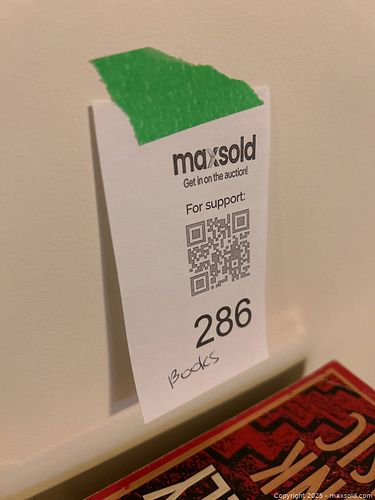 maxsold
Get in on the auction!
For support:
286
Books
Copyright 2025 - maxsold.com